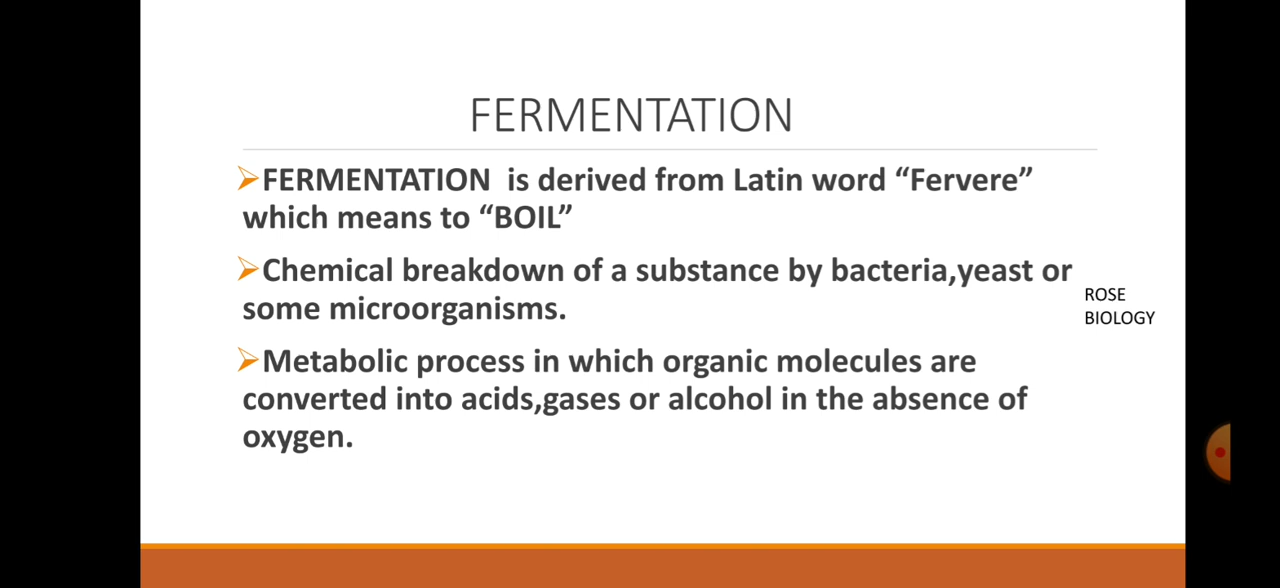 FERMENTATION
➢FERMENTATION is derived from Latin word “Fervere”
which means to “BOIL”
➢Chemical breakdown of a substance by bacteria,yeast or
some microorganisms.
ROSE
BIOLOGY
➢Metabolic process in which organic molecules are
converted into acids,gases or alcohol in the absence of
oxygen.